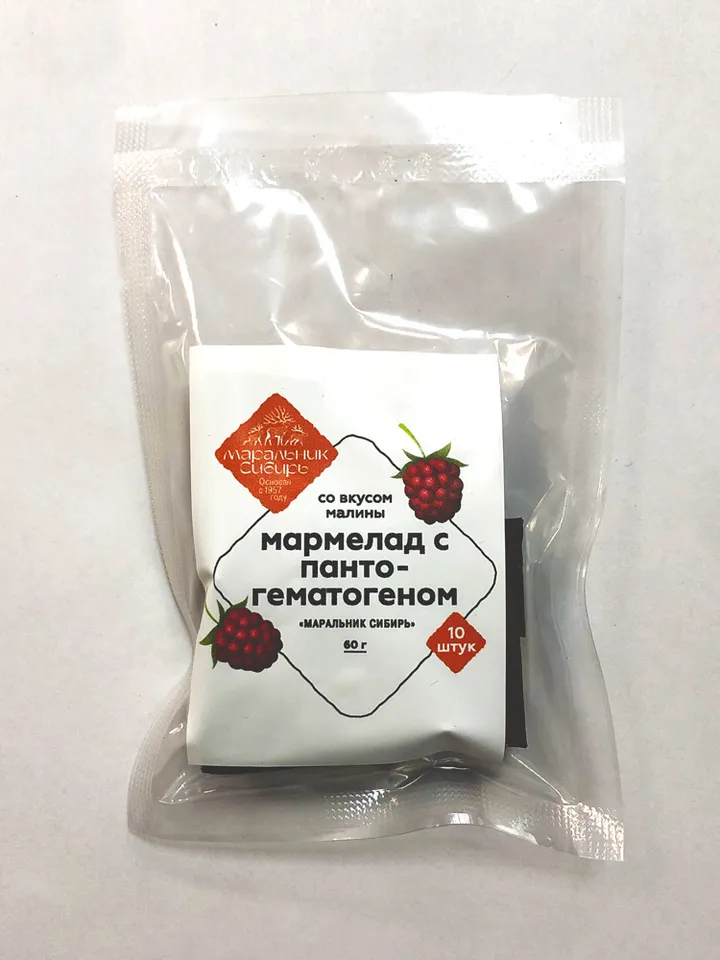 маральник
сибирь
Основан
с 1957
году
со вкусом
малины
мармелад с
панто-
гематогеном
«МАРАЛЬНИК СИБИРЬ»
60 г
10
штук